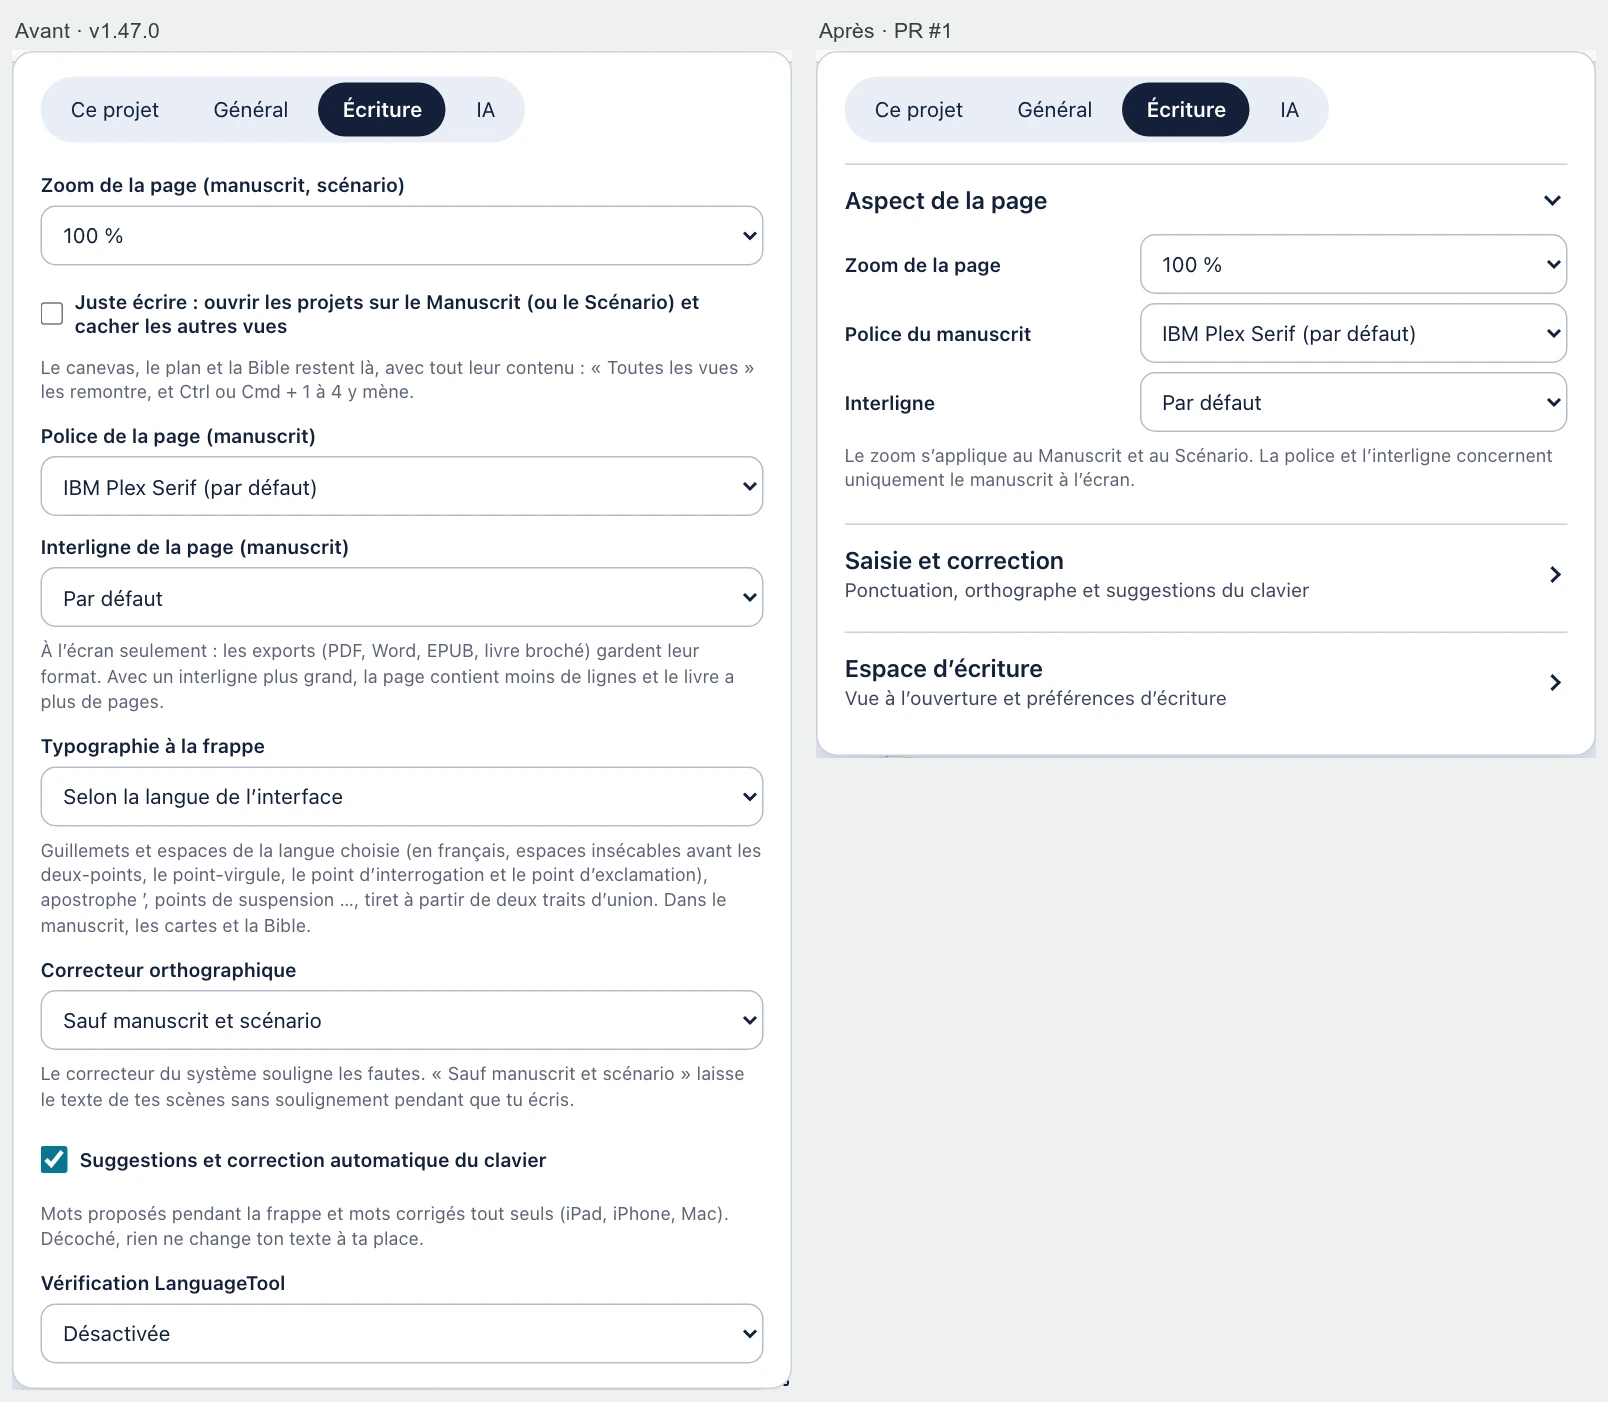 Avant · v1.47.0
Ce projet
Général
Écriture
IA
Zoom de la page (manuscrit, scénario)
100 %
Juste écrire : ouvrir les projets sur le Manuscrit (ou le Scénario) et
cacher les autres vues
Le canevas, le plan et la Bible restent là, avec tout leur contenu : « Toutes les vues »
les remontre, et Ctrl ou Cmd + 1 à 4 y mène.
Police de la page (manuscrit)
IBM Plex Serif (par défaut)
Interligne de la page (manuscrit)
Par défaut
À l’écran seulement : les exports (PDF, Word, EPUB, livre broché) gardent leur
format. Avec un interligne plus grand, la page contient moins de lignes et le livre a
plus de pages.
Typographie à la frappe
Selon la langue de l’interface
Guillemets et espaces de la langue choisie (en français, espaces insécables avant les
deux-points, le point-virgule, le point d’interrogation et le point d’exclamation),
apostrophe ’, points de suspension …, tiret à partir de deux traits d’union. Dans le
manuscrit, les cartes et la Bible.
Correcteur orthographique
Sauf manuscrit et scénario
Le correcteur du système souligne les fautes. « Sauf manuscrit et scénario » laisse
le texte de tes scènes sans soulignement pendant que tu écris.
Suggestions et correction automatique du clavier
Mots proposés pendant la frappe et mots corrigés tout seuls (iPad, iPhone, Mac).
Décoché, rien ne change ton texte à ta place.
Vérification LanguageTool
Désactivée
Après · PR #1
Ce projet
Général
Écriture
IA
Aspect de la page
Zoom de la page
100 %
Police du manuscrit
IBM Plex Serif (par défaut)
Interligne
Par défaut
Le zoom s’applique au Manuscrit et au Scénario. La police et l’interligne concernent
uniquement le manuscrit à l’écran.
Saisie et correction
Ponctuation, orthographe et suggestions du clavier
Espace d’écriture
Vue à l’ouverture et préférences d’écriture